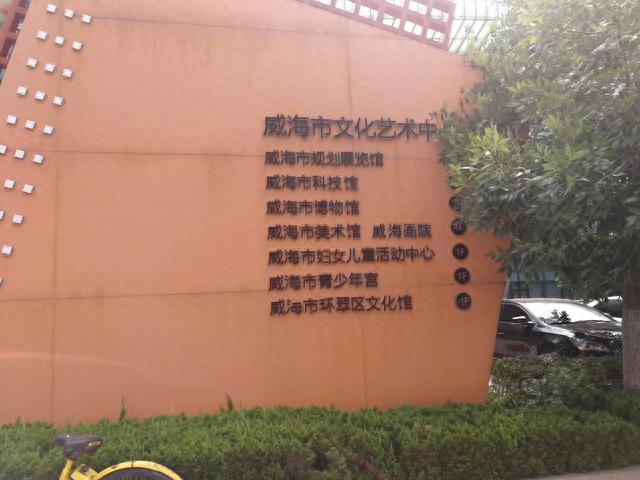 威海市文化艺术中
威海市规划展览馆
威海市科技馆
威海市博物馆
威海市美术馆 威海画院
威海市妇女儿童活动中心 1F
威海市青少年宫 1F
威海市环翠区文化馆 -1F